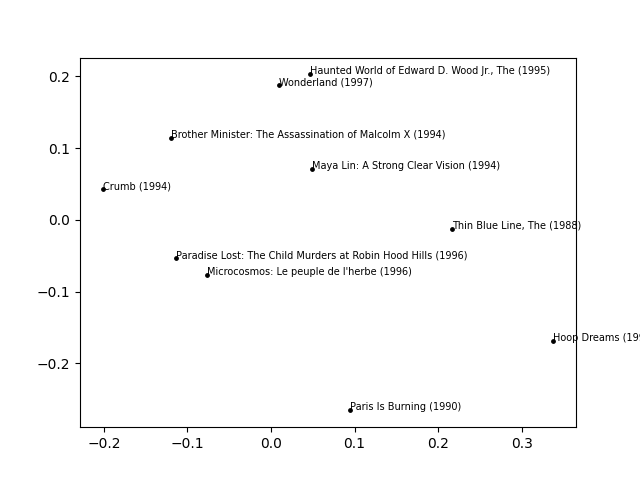 Haunted World of Edward D. Wood Jr., The (1995)
Wonderland (1997)
Brother Minister: The Assassination of Malcolm X (1994)
Maya Lin: A Strong Clear Vision (1994)
Crumb (1994)
Thin Blue Line, The (1988)
Paradise Lost: The Child Murders at Robin Hood Hills (1996)
Microcosmos: Le peuple de l'herbe (1996)
Hoop Dreams (199
Paris Is Burning (1990)
0.2
0.1
0.0
−0.1
−0.2
−0.2 −0.1 0.0 0.1 0.2 0.3